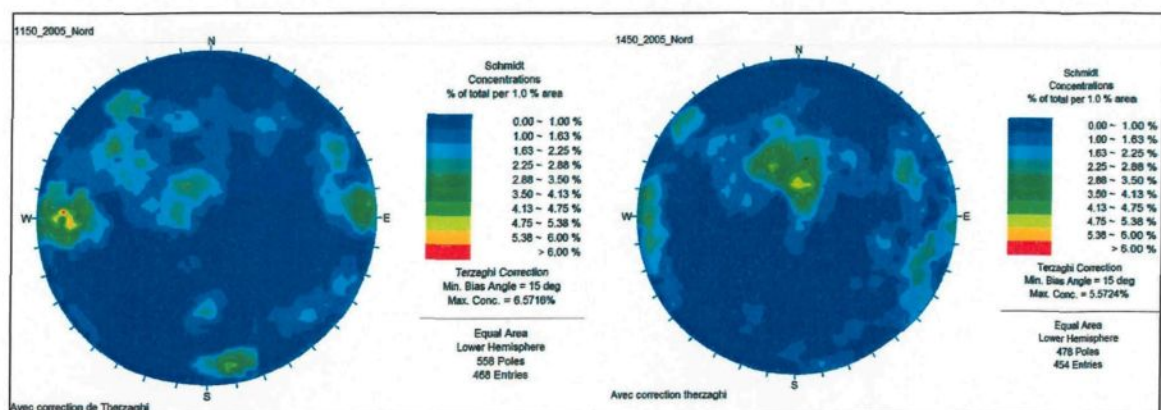 1150_2005_Nord
N
W
E
S
Schmidt
Concentrations
% of total per 1.0 % area
0.00 ~ 1.00 %
1.00 ~ 1.63 %
1.63 ~ 2.25 %
2.25 ~ 2.88 %
2.88 ~ 3.50 %
3.50 ~ 4.13 %
4.13 ~ 4.75 %
4.75 ~ 5.38 %
5.38 ~ 6.00 %
> 6.00 %
Terzaghi Correction
Min. Bias Angle = 15 deg
Max. Conc. = 6.5716%
Equal Area
Lower Hemisphere
558 Poles
468 Entries
Avec correction de Therzaghi
1450_2005_Nord
N
W
E
S
Schmidt
Concentrations
% of total per 1.0 % area
0.00 ~ 1.00 %
1.00 ~ 1.63 %
1.63 ~ 2.25 %
2.25 ~ 2.88 %
2.88 ~ 3.50 %
3.50 ~ 4.13 %
4.13 ~ 4.75 %
4.75 ~ 5.38 %
5.38 ~ 6.00 %
> 6.00 %
Terzaghi Correction
Min. Bias Angle = 15 deg
Max. Conc. = 5.5724%
Equal Area
Lower Hemisphere
478 Poles
454 Entries
Avec correction therzaghi